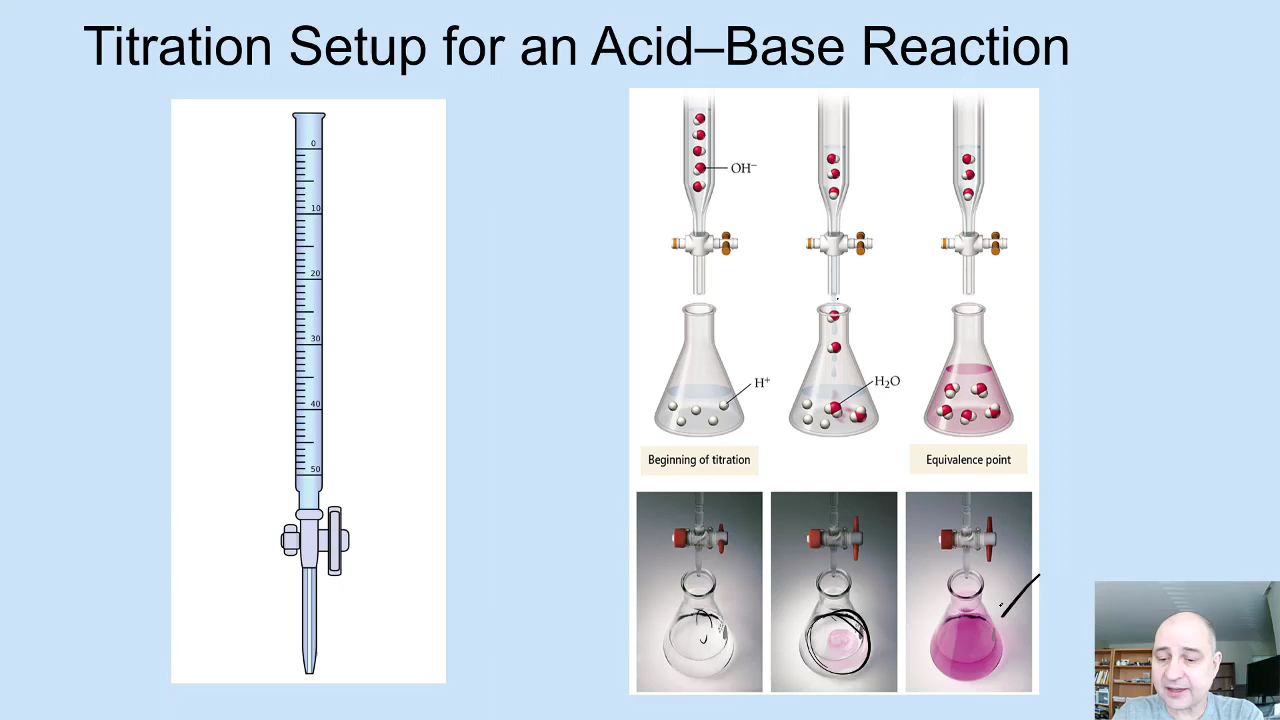 Titration Setup for an Acid–Base Reaction
0
10
20
30
40
50
OH⁻
H⁺
H₂O
Beginning of titration
Equivalence point